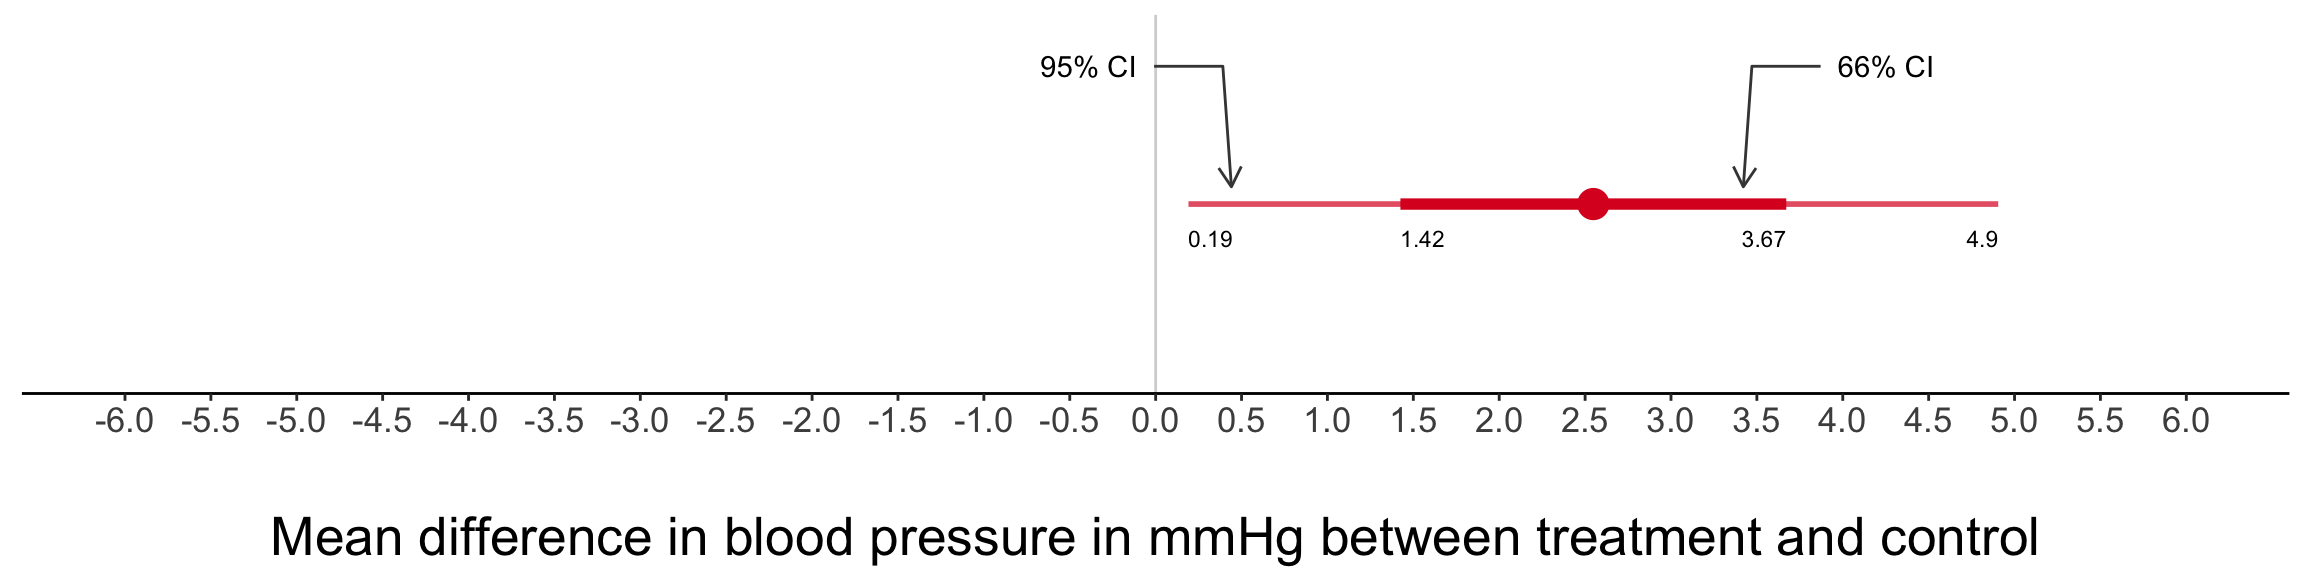 95% CI 66% CI
0.19 1.42 3.67 4.9
-6.0 -5.5 -5.0 -4.5 -4.0 -3.5 -3.0 -2.5 -2.0 -1.5 -1.0 -0.5 0.0 0.5 1.0 1.5 2.0 2.5 3.0 3.5 4.0 4.5 5.0 5.5 6.0
Mean difference in blood pressure in mmHg between treatment and control